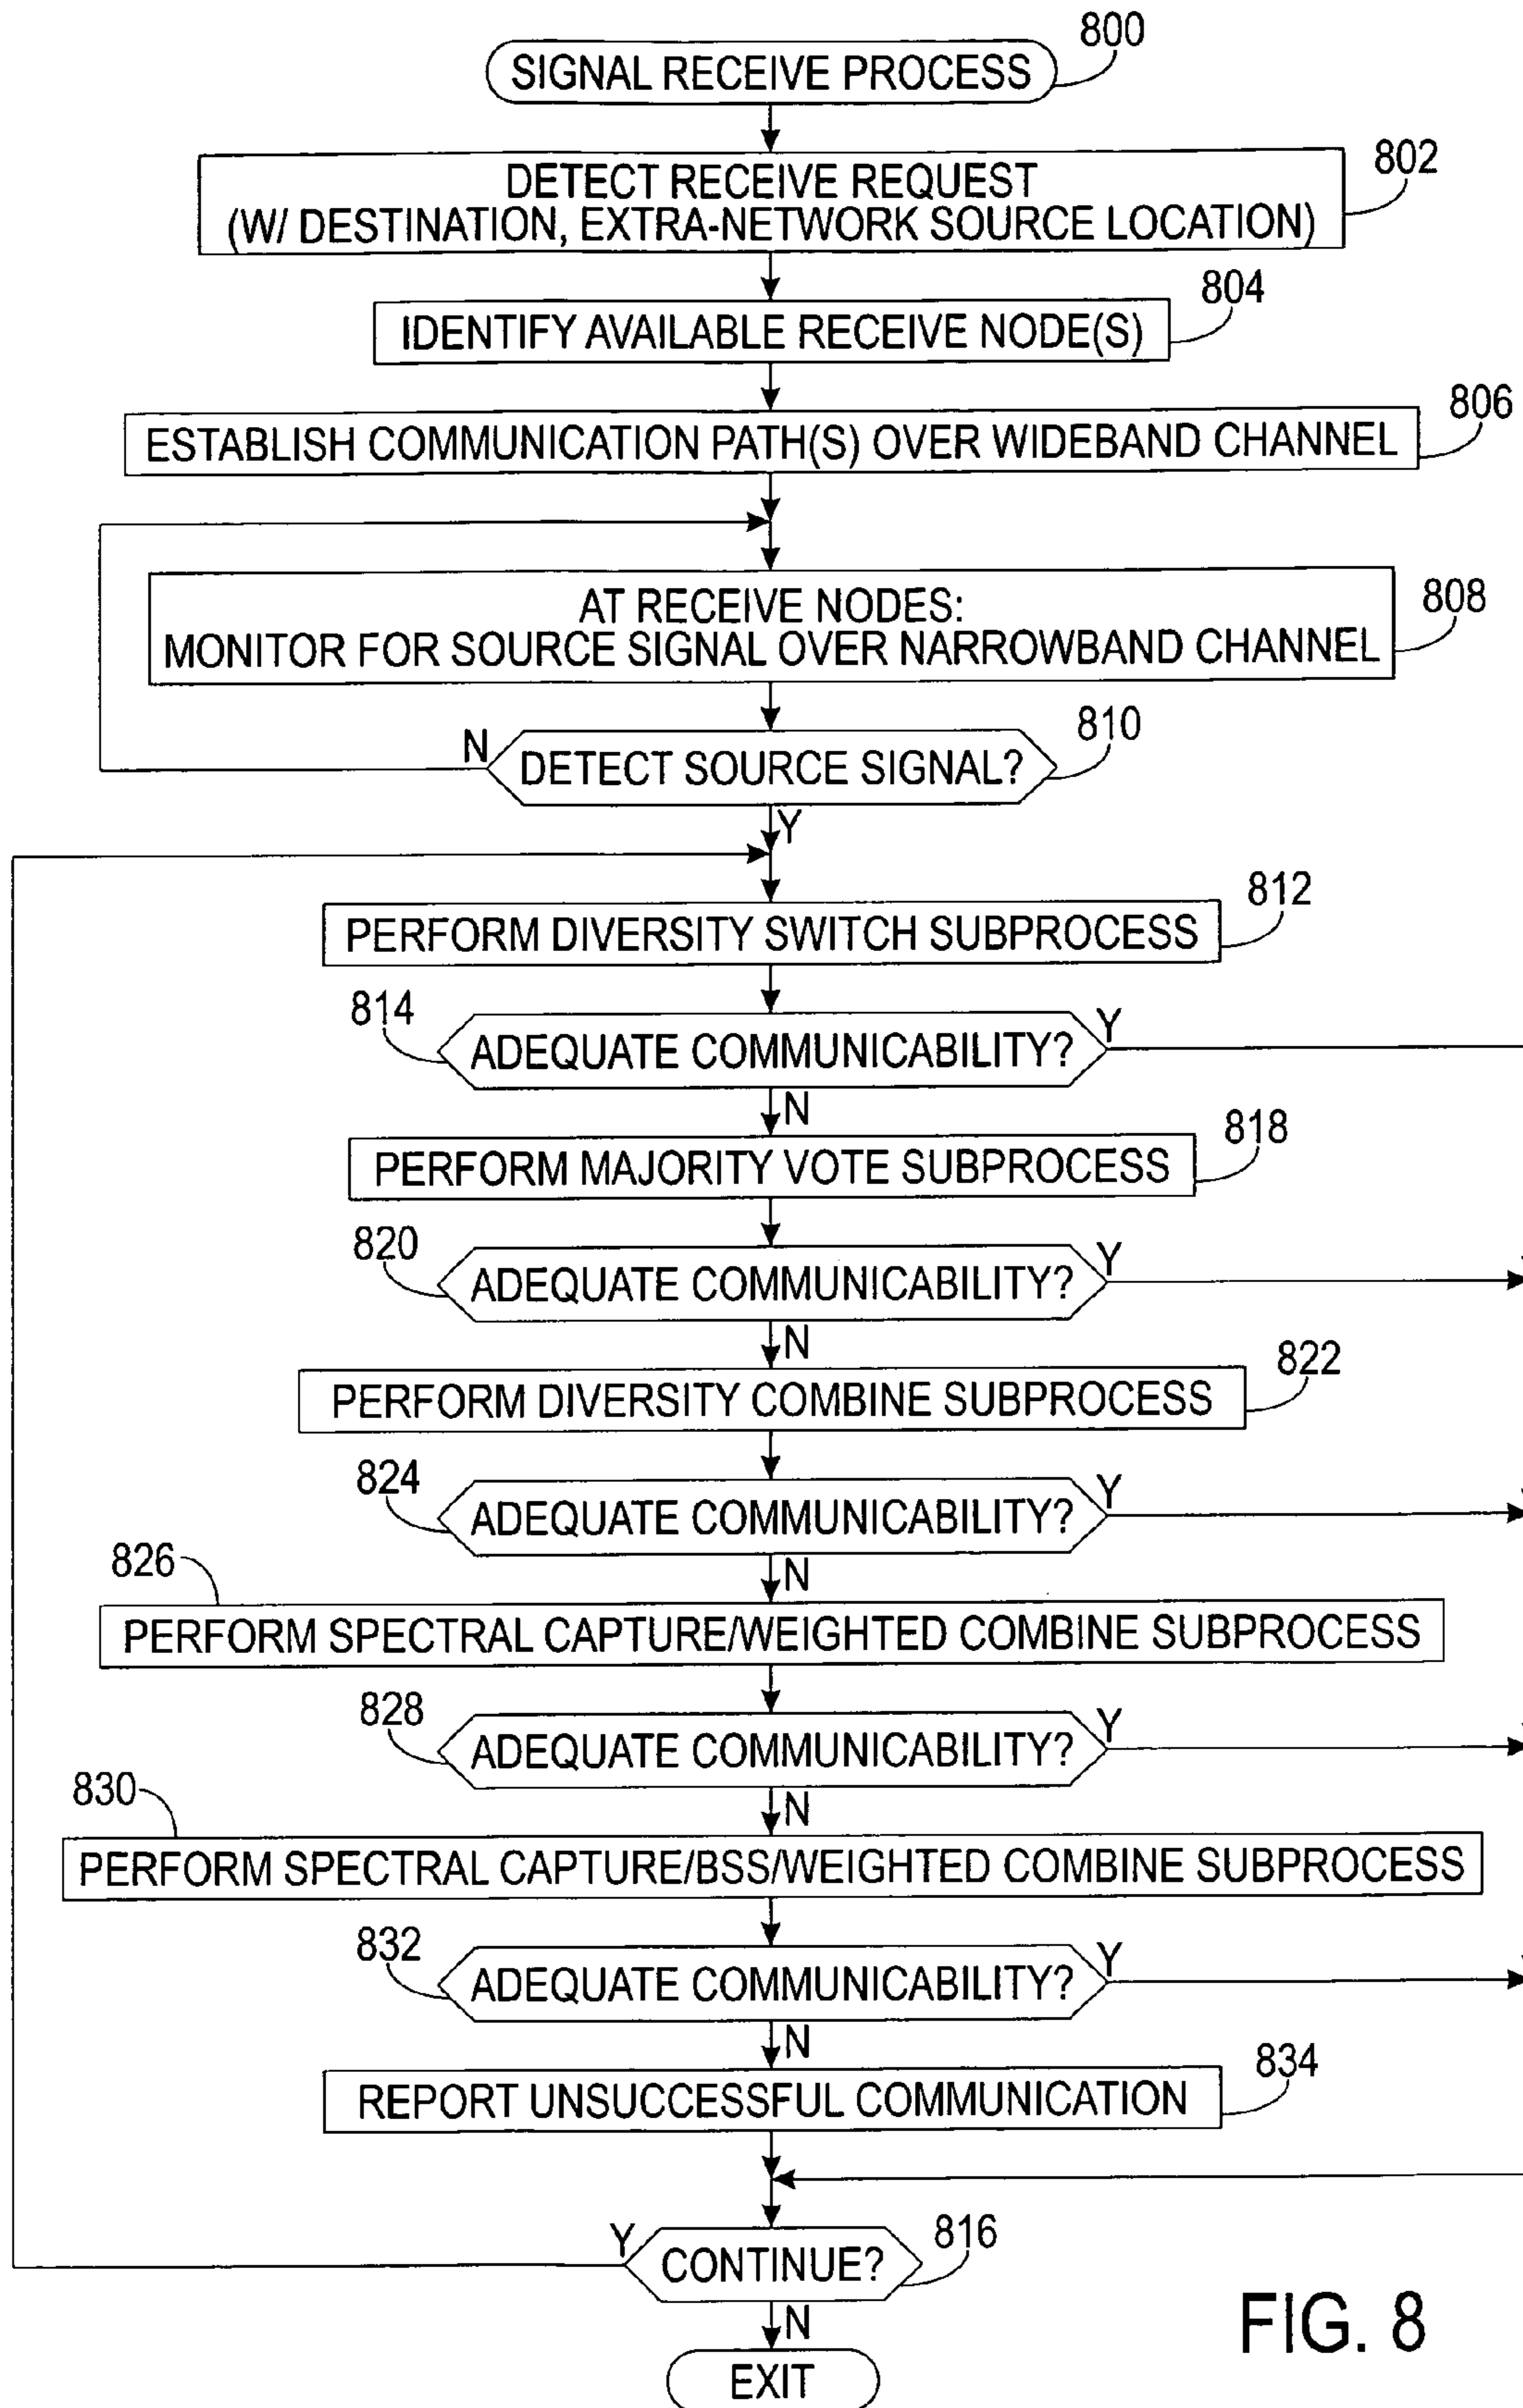 800
SIGNAL RECEIVE PROCESS
802
DETECT RECEIVE REQUEST
(W/ DESTINATION, EXTRA-NETWORK SOURCE LOCATION)
804
IDENTIFY AVAILABLE RECEIVE NODE(S)
806
ESTABLISH COMMUNICATION PATH(S) OVER WIDEBAND CHANNEL
AT RECEIVE NODES:
808
MONITOR FOR SOURCE SIGNAL OVER NARROWBAND CHANNEL
810
N
DETECT SOURCE SIGNAL?
Y
812
PERFORM DIVERSITY SWITCH SUBPROCESS
814
Y
ADEQUATE COMMUNICABILITY?
N
818
PERFORM MAJORITY VOTE SUBPROCESS
820
Y
ADEQUATE COMMUNICABILITY?
N
822
PERFORM DIVERSITY COMBINE SUBPROCESS
824
Y
ADEQUATE COMMUNICABILITY?
N
826
PERFORM SPECTRAL CAPTURE/WEIGHTED COMBINE SUBPROCESS
828
Y
ADEQUATE COMMUNICABILITY?
N
830
PERFORM SPECTRAL CAPTURE/BSS/WEIGHTED COMBINE SUBPROCESS
832
Y
ADEQUATE COMMUNICABILITY?
N
834
REPORT UNSUCCESSFUL COMMUNICATION
Y
816
CONTINUE?
N
EXIT
FIG. 8